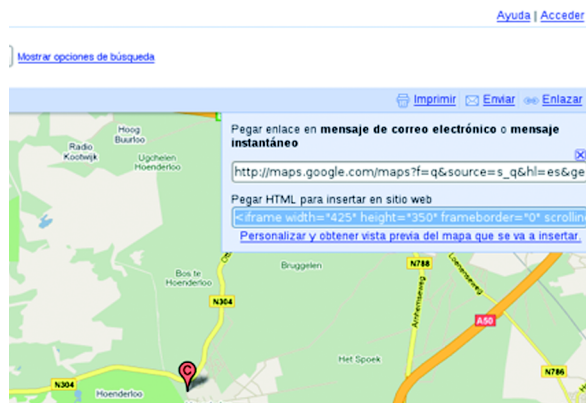 Ayuda | Acceder
Mostrar opciones de búsqueda
Imprimir Enviar Enlazar
Pegar enlace en mensaje de correo electrónico o mensaje
instantáneo
http://maps.google.com/maps?f=q&source=s_q&hl=es&ge
Pegar HTML para insertar en sitio web
<iframe width="425" height="350" frameborder="0" scrollin
Personalizar y obtener vista previa del mapa que se va a insertar.
Hoog
Buurloo
Radio
Kootwijk
Ugchelen
Hoenderloo
Bos te
Hoenderloo
Bruggelen
N788
N304
Arnhemseweg
Loenenseweg
A50
Het Spoek
N786
C
N304
Hoenderloo